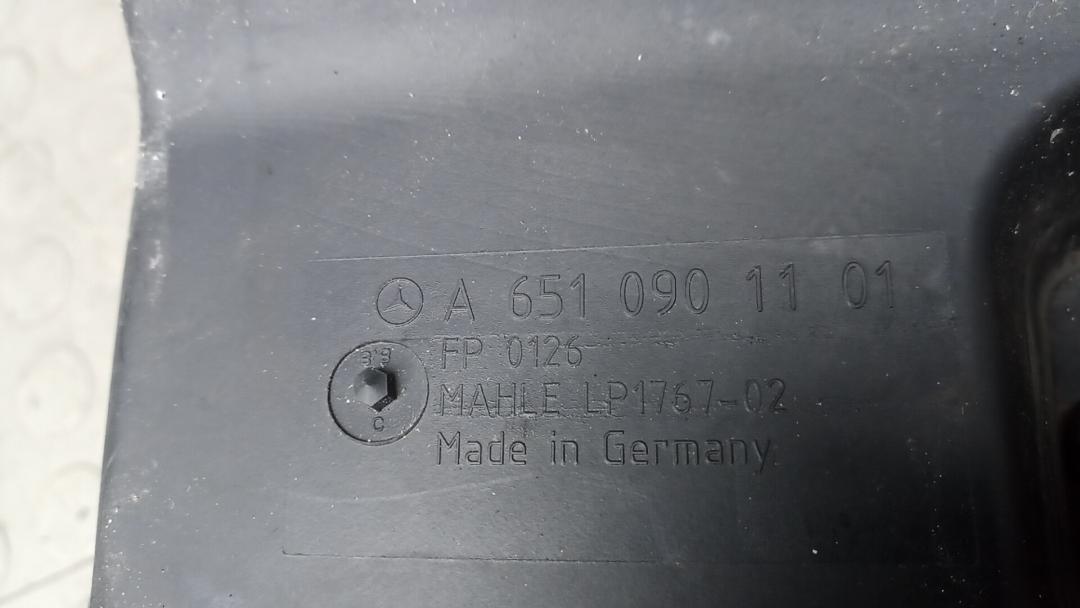 A 651 090 11 01
FP 0126
MAHLE LP1767-02
Made in Germany
C